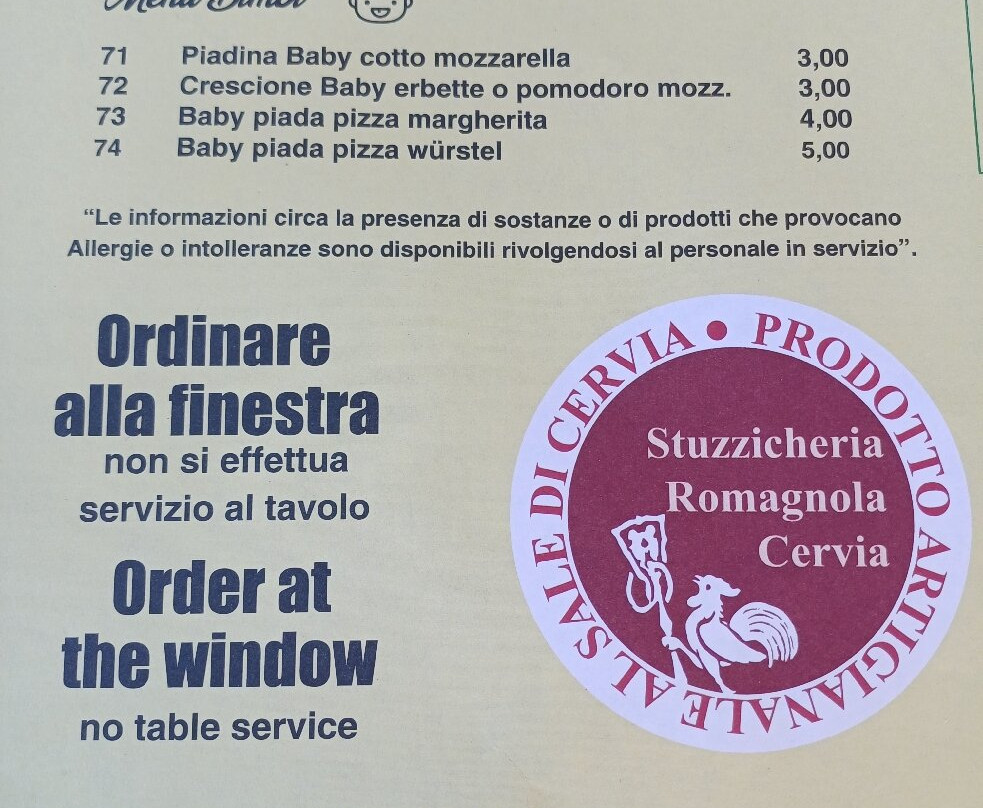 Menù Bimbi
71 Piadina Baby cotto mozzarella 3,00
72 Crescione Baby erbette o pomodoro mozz. 3,00
73 Baby piada pizza margherita 4,00
74 Baby piada pizza würstel 5,00
“Le informazioni circa la presenza di sostanze o di prodotti che provocano
Allergie o intolleranze sono disponibili rivolgendosi al personale in servizio”.
Ordinare
alla finestra
non si effettua
servizio al tavolo
Order at
the window
no table service
PRODOTTO ARTIGIANALE AL SALE DI CERVIA •
Stuzzicheria
Romagnola
Cervia